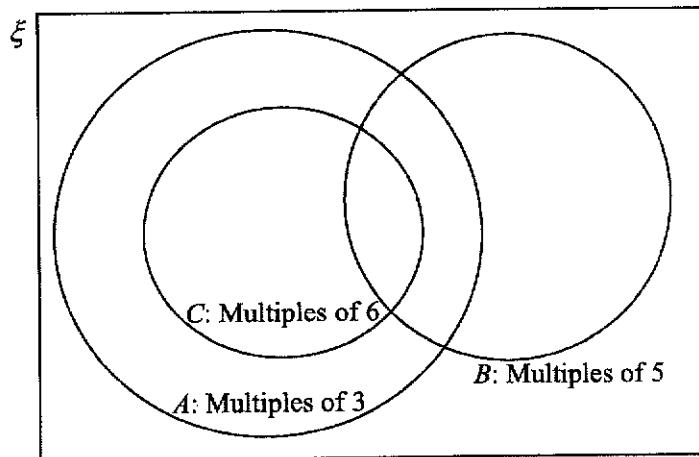 ξ
C: Multiples of 6
B: Multiples of 5
A: Multiples of 3